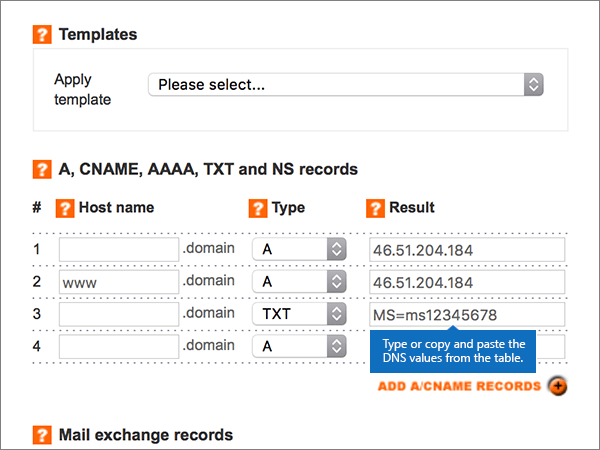 ? Templates
Apply template
Please select...
? A, CNAME, AAAA, TXT and NS records
# ? Host name ? Type ? Result
1 .domain A 46.51.204.184
2 www .domain A 46.51.204.184
3 .domain TXT MS=ms12345678
4 .domain A
Type or copy and paste the
DNS values from the table.
ADD A/CNAME RECORDS +
? Mail exchange records